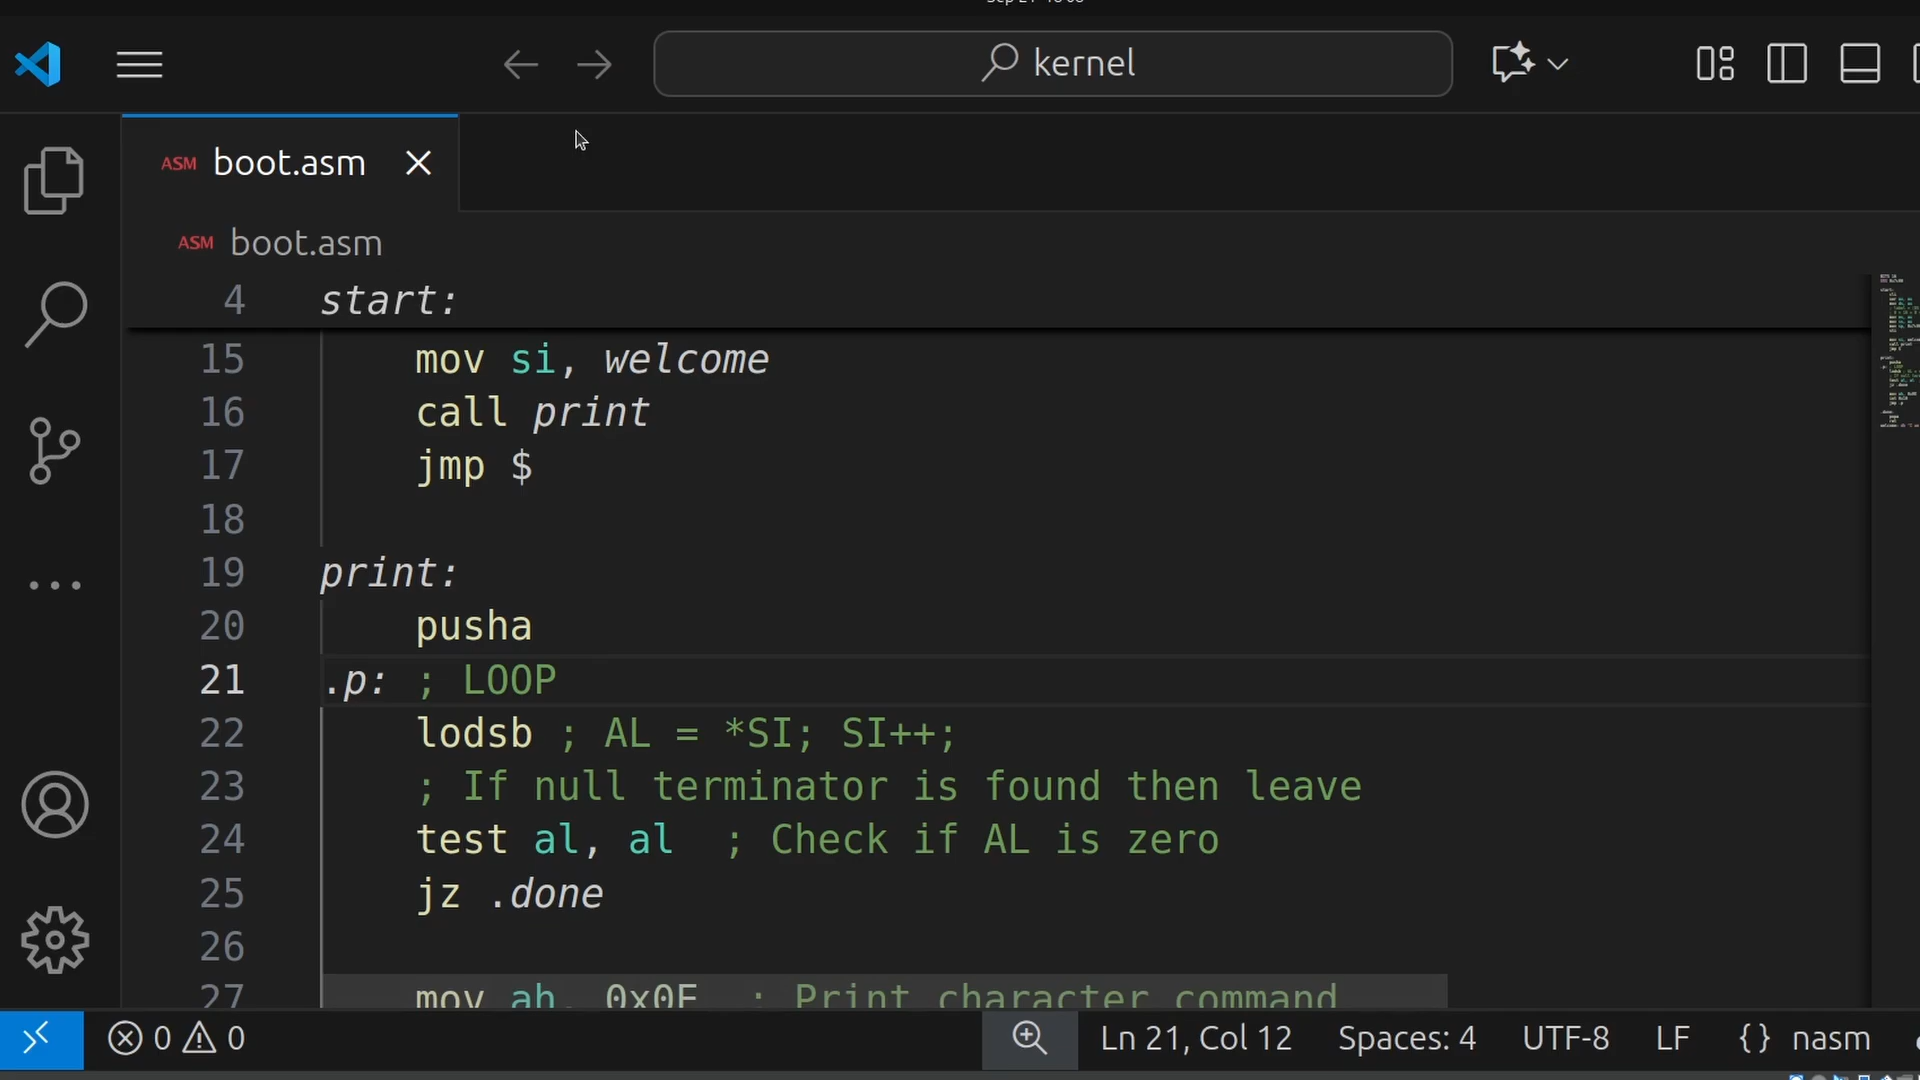 kernel
ASM boot.asm
ASM boot.asm
4 start:
15 mov si, welcome
16 call print
17 jmp $
18
19 print:
20 pusha
21 .p: ; LOOP
22 lodsb ; AL = *SI; SI++;
23 ; If null terminator is found then leave
24 test al, al ; Check if AL is zero
25 jz .done
26
27 mov ah, 0x0E ; Print character command
0 0
Ln 21, Col 12 Spaces: 4 UTF-8 LF {} nasm